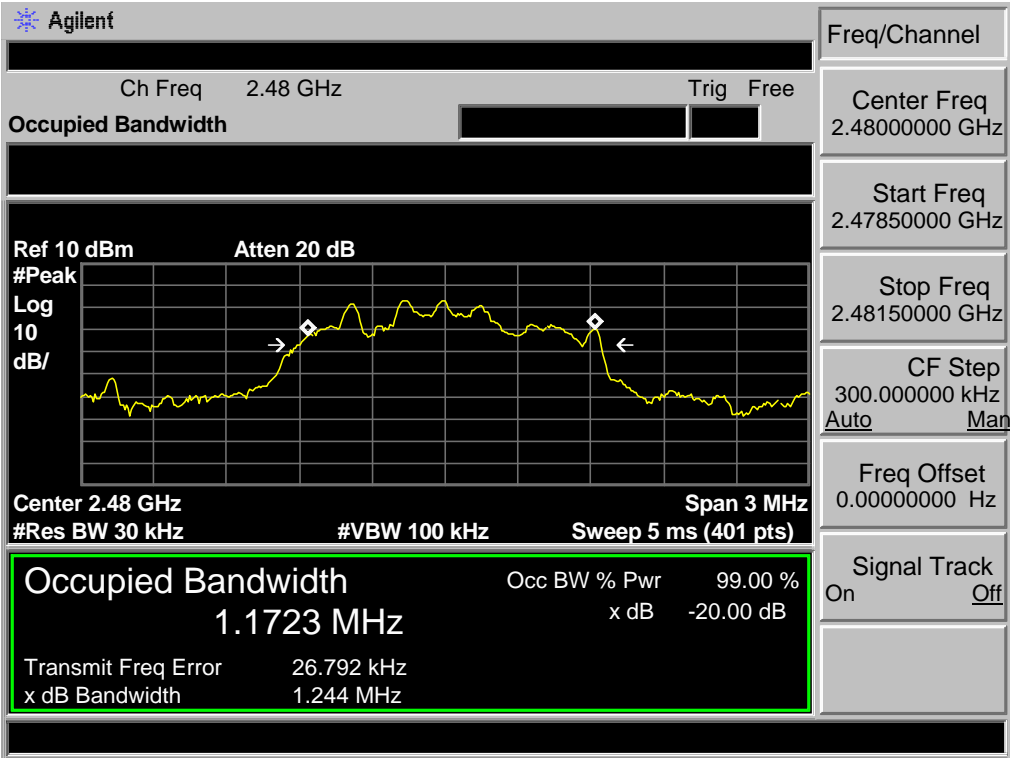 Agilent
Freq/Channel
Ch Freq 2.48 GHz Trig Free
Occupied Bandwidth
Center Freq
2.48000000 GHz
Start Freq
2.47850000 GHz
Stop Freq
2.48150000 GHz
CF Step
300.000000 kHz
Auto Man
Freq Offset
0.00000000 Hz
Signal Track
On Off
Ref 10 dBm Atten 20 dB
#Peak
Log
10
dB/
Center 2.48 GHz Span 3 MHz
#Res BW 30 kHz #VBW 100 kHz Sweep 5 ms (401 pts)
Occupied Bandwidth Occ BW % Pwr 99.00 %
1.1723 MHz x dB -20.00 dB
Transmit Freq Error 26.792 kHz
x dB Bandwidth 1.244 MHz